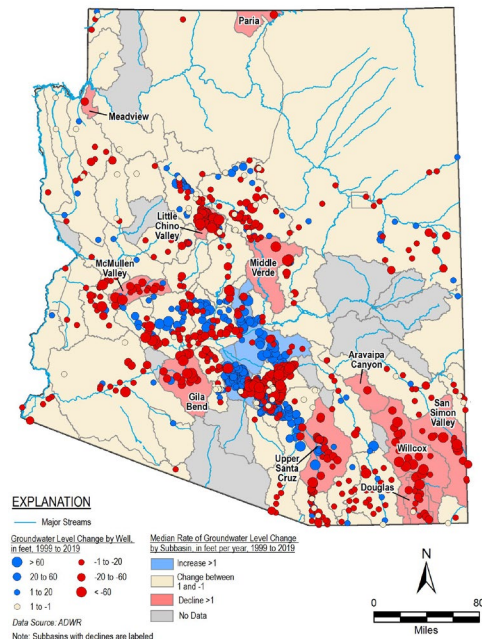 Paria
Meadview
Little
Chino
Valley
McMullen
Valley
Middle
Verde
Aravaipa
Canyon
San
Simon
Valley
Gila
Bend
Willcox
Upper
Santa
Cruz
Douglas
EXPLANATION
Major Streams
Groundwater Level Change by Well,
in feet, 1999 to 2019
> 60
20 to 60
1 to 20
1 to -1
-1 to -20
-20 to -60
< -60
Median Rate of Groundwater Level Change
by Subbasin, in feet per year, 1999 to 2019
Increase >1
Change between
1 and -1
Decline >1
No Data
Data Source: ADWR
Note: Subbasins with declines are labeled
N
0 80
Miles